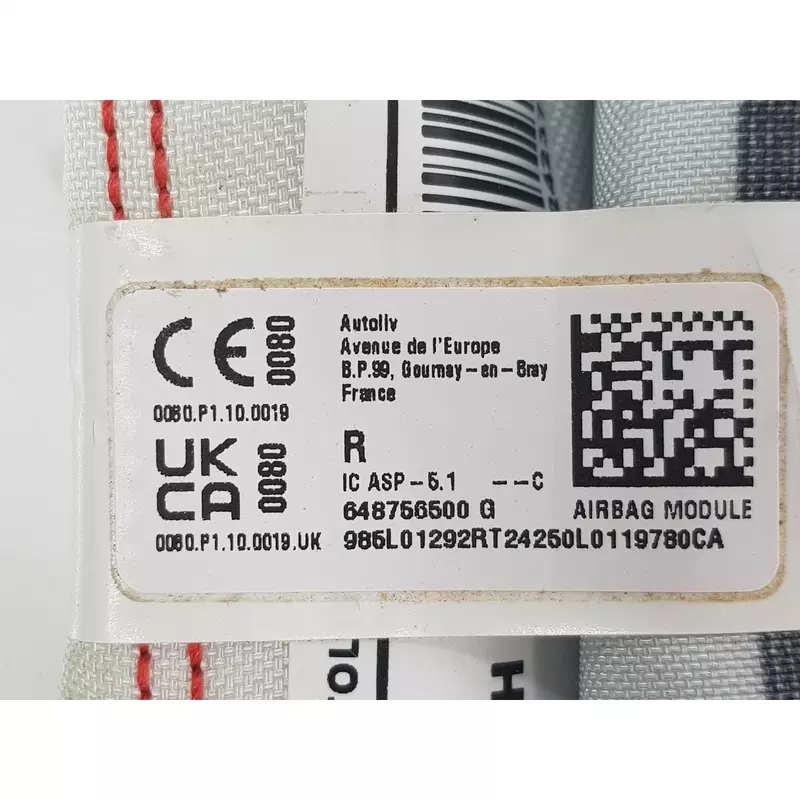 CE 0080
0080.P1.10.0019
UK
CA 0080
0080.P1.10.0019.UK
Autoliv
Avenue de l'Europe
B.P.99, Gournay-en-Bray
France
R
IC ASP-5.1 --C
648756500 G
985L01292RT24250L0119780CA
AIRBAG MODULE
H